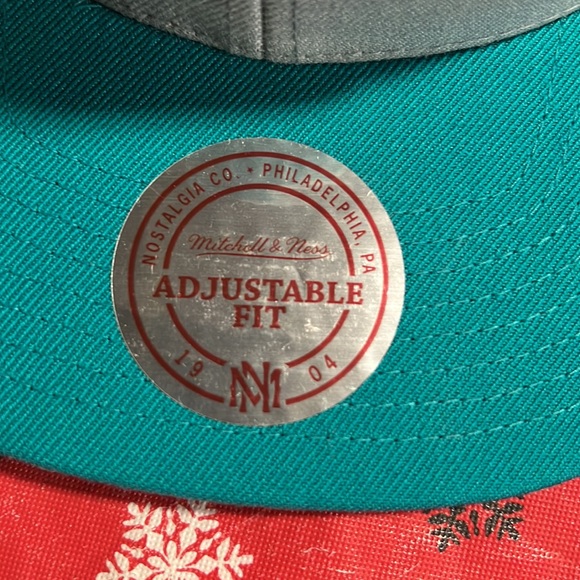 NOSTALGIA CO. • PHILADELPHIA, PA
Mitchell & Ness
ADJUSTABLE
FIT
19 04
MN